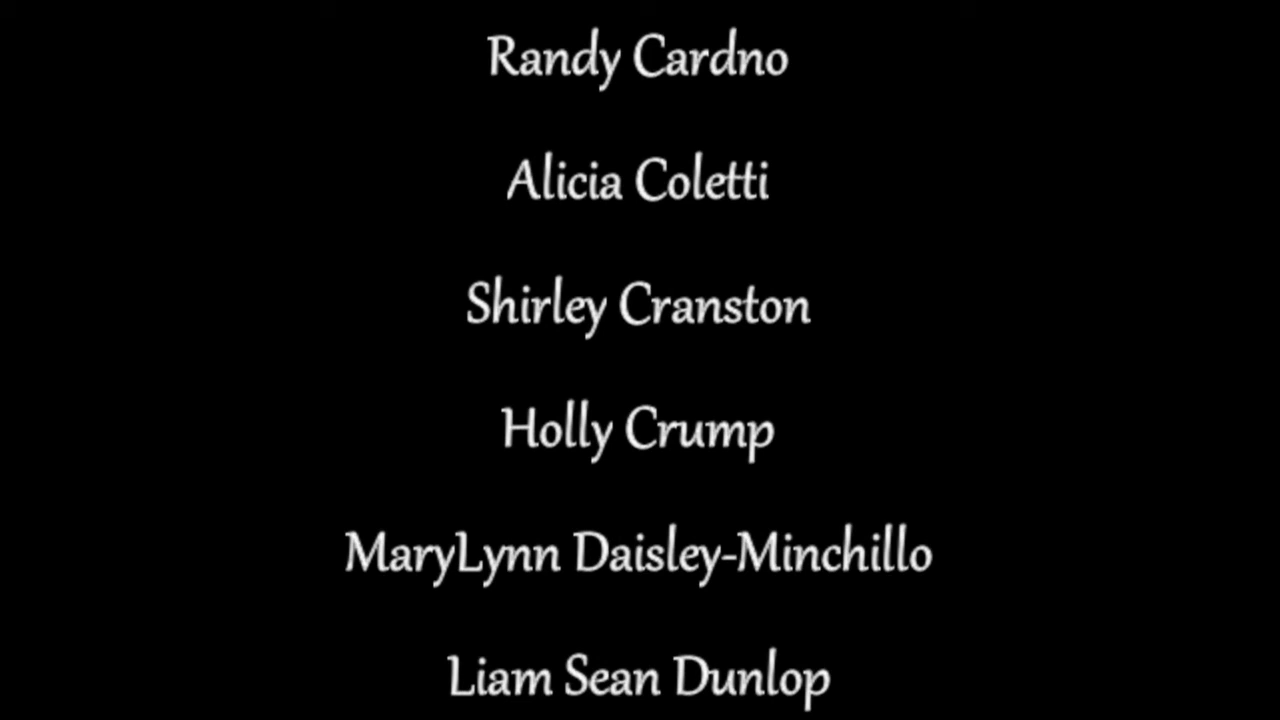 Randy Cardno
Alicia Coletti
Shirley Cranston
Holly Crump
MaryLynn Daisley-Minchillo
Liam Sean Dunlop